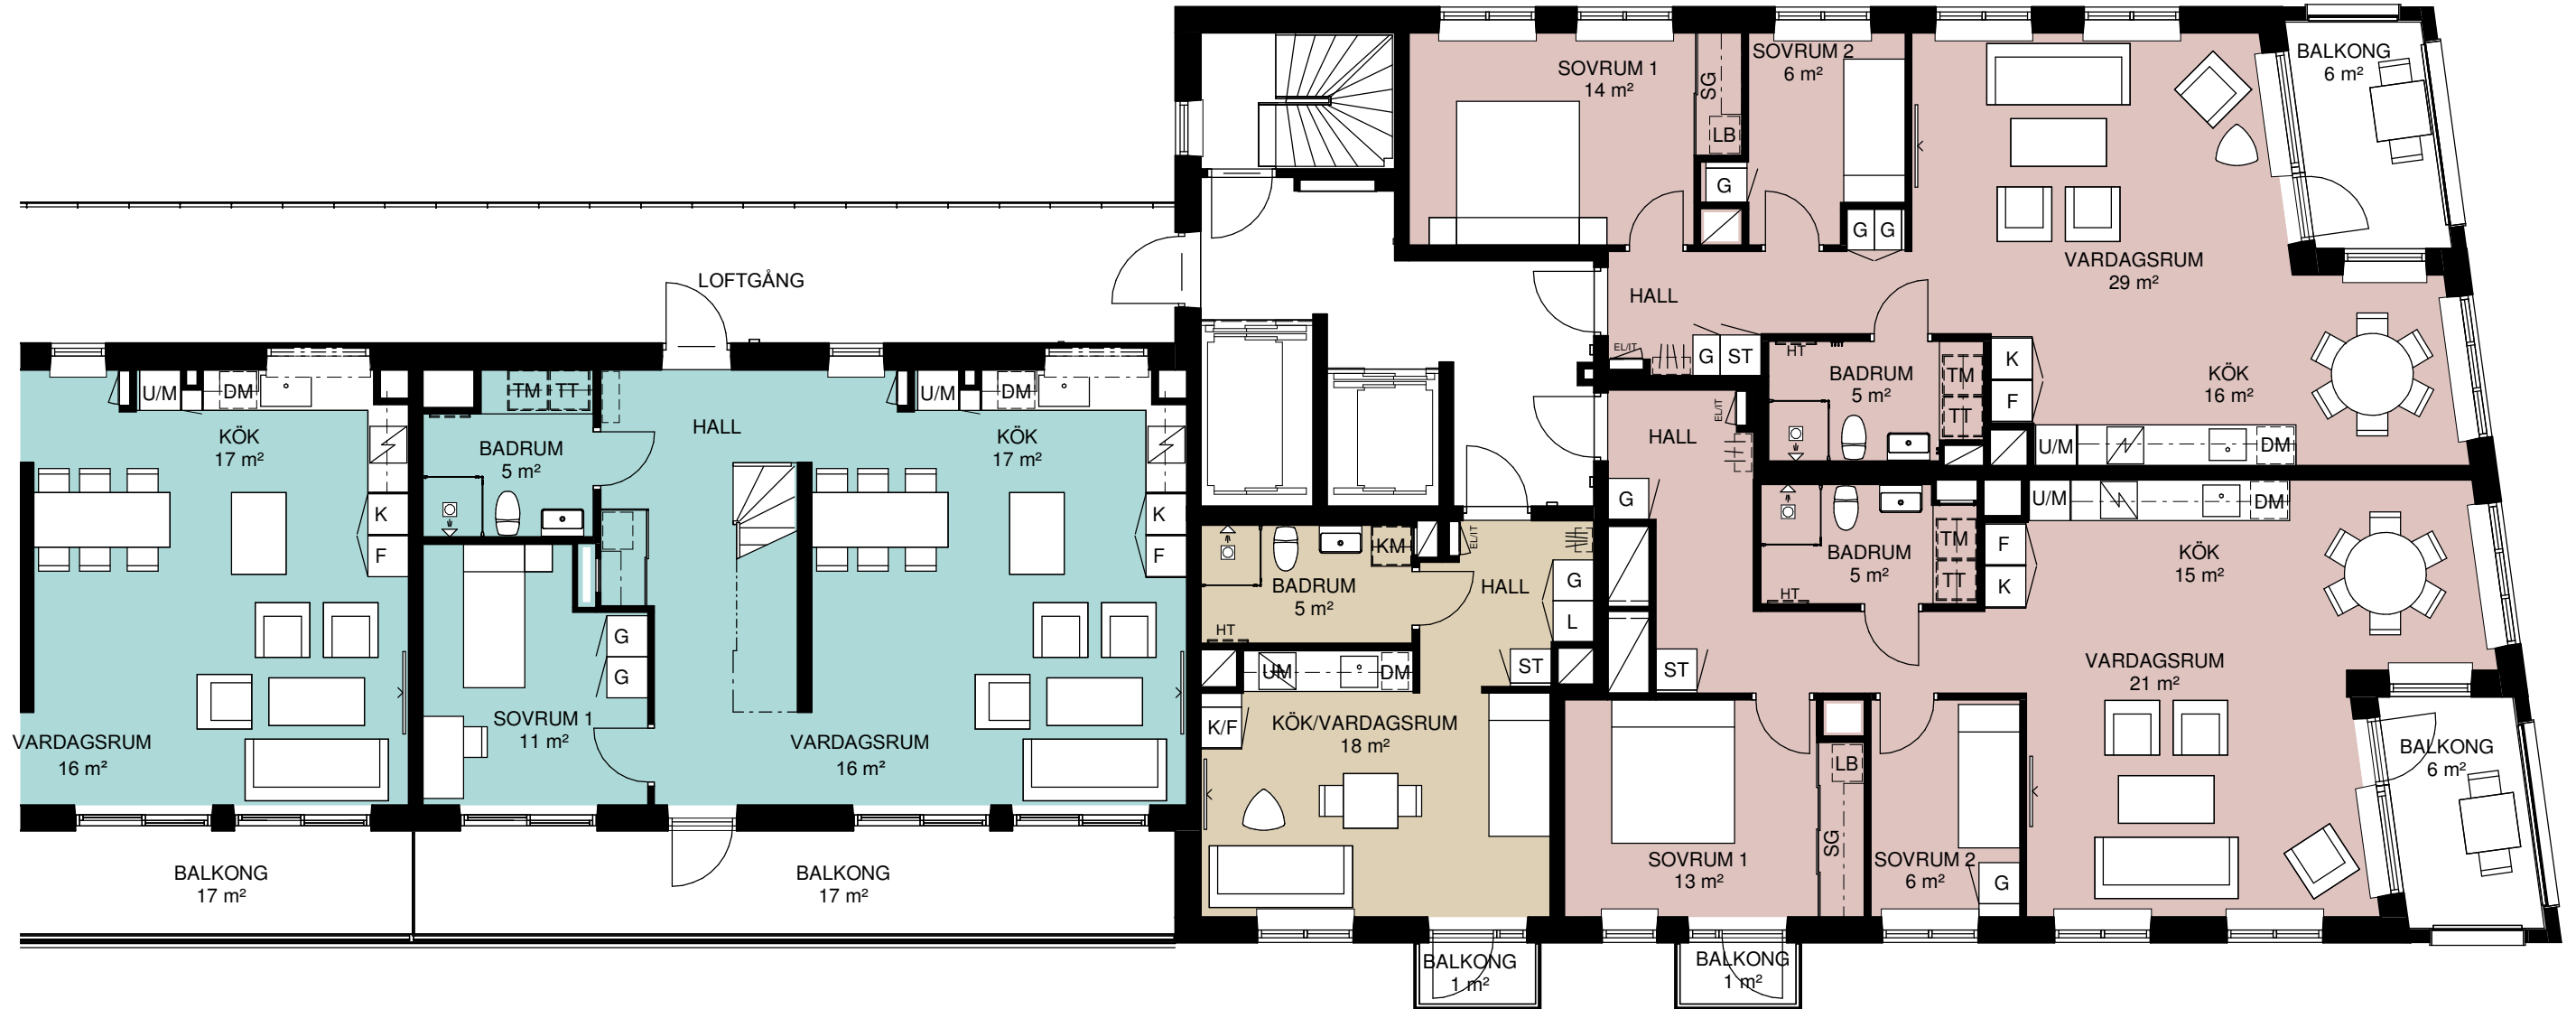 SOVRUM 1
14 m²
SG
LB
G
SOVRUM 2
6 m²
G
G
VARDAGSRUM
29 m²
BALKONG
6 m²
LOFTGÅNG
HALL
EL/IT
G
ST
HT
BADRUM
5 m²
TM
TT
K
F
KÖK
16 m²
U/M
DM
U/M
DM
KÖK
17 m²
K
F
VARDAGSRUM
16 m²
TM
TT
BADRUM
5 m²
HALL
G
G
SOVRUM 1
11 m²
U/M
DM
KÖK
17 m²
K
F
VARDAGSRUM
16 m²
BALKONG
17 m²
BALKONG
17 m²
KM
EL/IT
BADRUM
5 m²
HT
HALL
G
L
ST
UM
DM
K/F
KÖK/VARDAGSRUM
18 m²
BALKONG
1 m²
HALL
EL/IT
G
ST
BADRUM
5 m²
HT
TM
TT
U/M
DM
F
K
KÖK
15 m²
VARDAGSRUM
21 m²
SOVRUM 1
13 m²
LB
SG
SOVRUM 2
6 m²
G
BALKONG
6 m²
BALKONG
1 m²